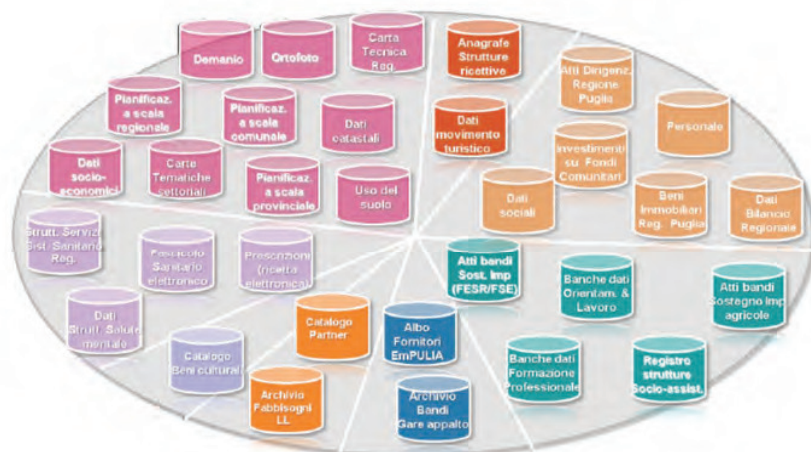 Demanio
Ortofoto
Carta
Tecnica
Reg.
Anagrafe
Strutture
ricettive
Atti Dirigenz.
Regione
Puglia
Pianificaz.
a scala
regionale
Pianificaz.
a scala
comunale
Dati
catastali
Dati
movimento
turistico
Investimenti
su Fondi
Comunitari
Personale
Dati
socio-
economici
Carte
Tematiche
settoriali
Pianificaz.
a scala
provinciale
Uso del
suolo
Dati
sociali
Beni
Immobiliari
Reg. Puglia
Dati
Bilancio
Regionale
Strutt. Servizi
Sist. Sanitario
Reg.
Fascicolo
Sanitario
elettronico
Prescrizioni
(ricetta
elettronica)
Atti bandi
Sost. Imp
(FESR/FSE)
Banche dati
Orientam. &
Lavoro
Atti bandi
Sostegno Imp.
agricole
Dati
Strutt. Salute
mentale
Catalogo
Beni culturali
Catalogo
Partner
Albo
Fornitori
EmPULIA
Banche dati
Formazione
Professionale
Registro
strutture
Socio-assist.
Archivio
Fabbisogni
LL
Archivio
Bandi
Gare appalto